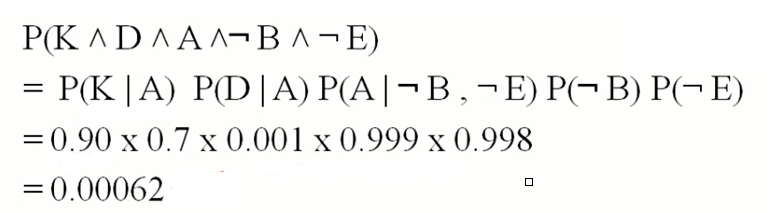 P(K ∧ D ∧ A ∧¬ B ∧ ¬ E)
= P(K | A) P(D | A) P(A | ¬ B , ¬ E) P(¬ B) P(¬ E)
= 0.90 x 0.7 x 0.001 x 0.999 x 0.998
= 0.00062